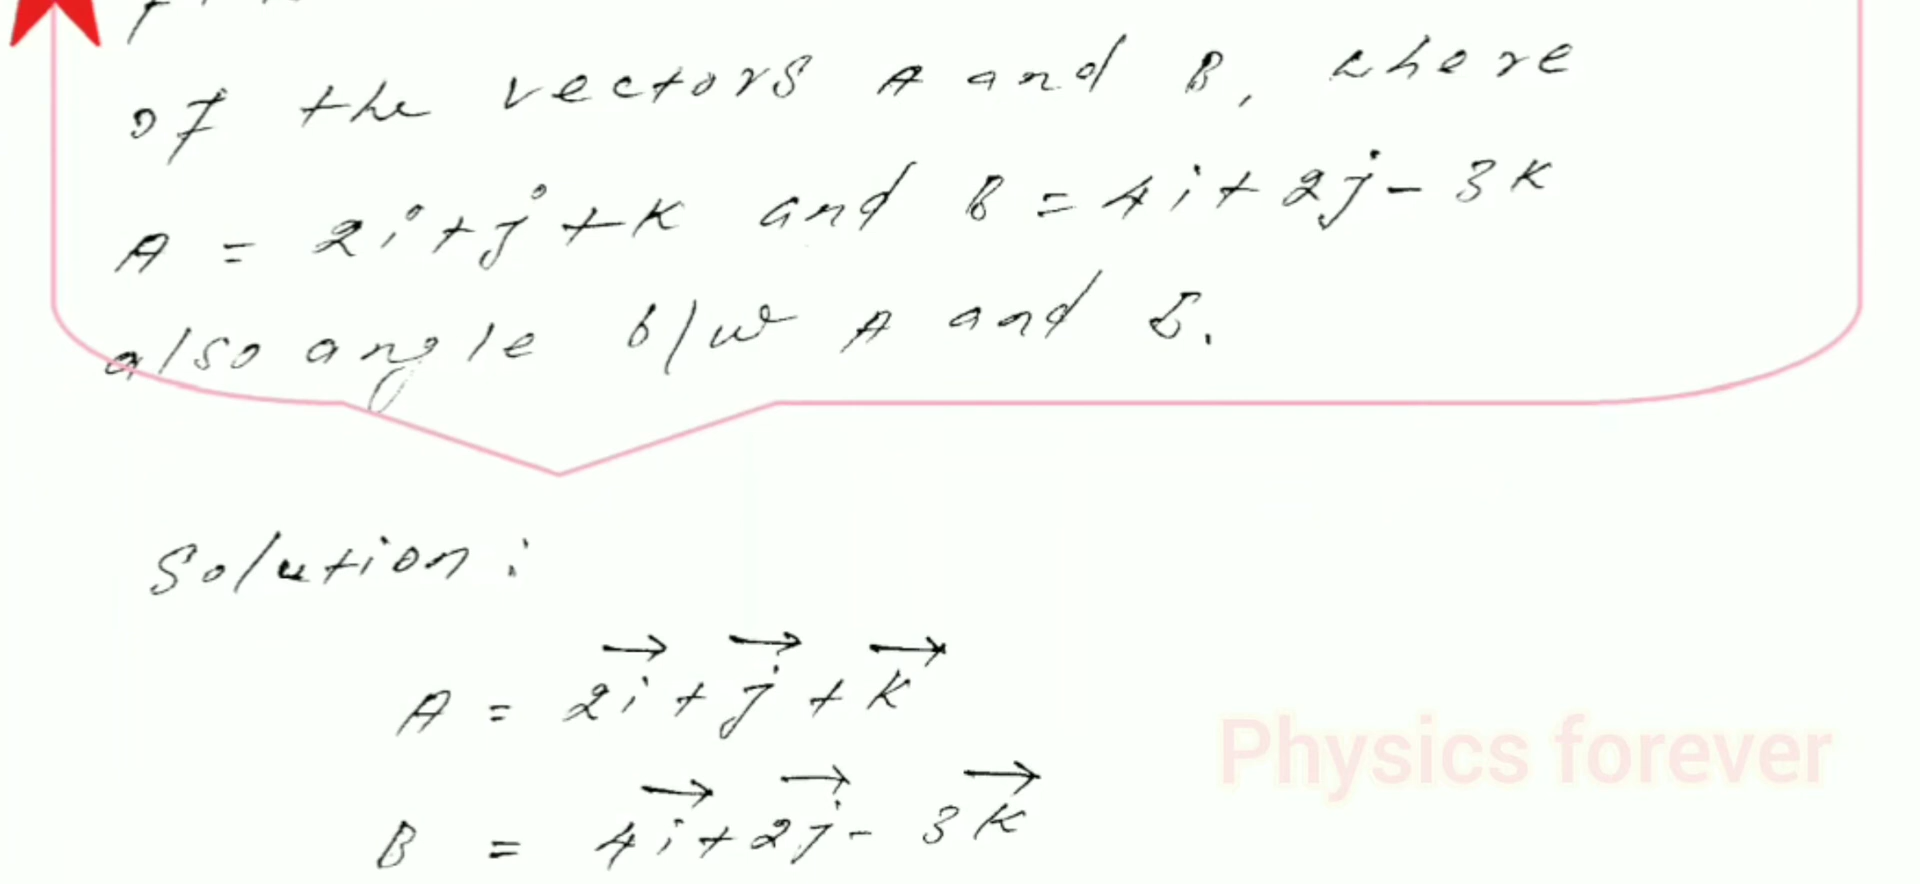 of the vectors A and B, where
A = 2i + j + k and B = 4i + 2j - 3k
also angle b/w A and B.
Solution:
A = 2i + j + k
B = 4i + 2j - 3k
Physics forever